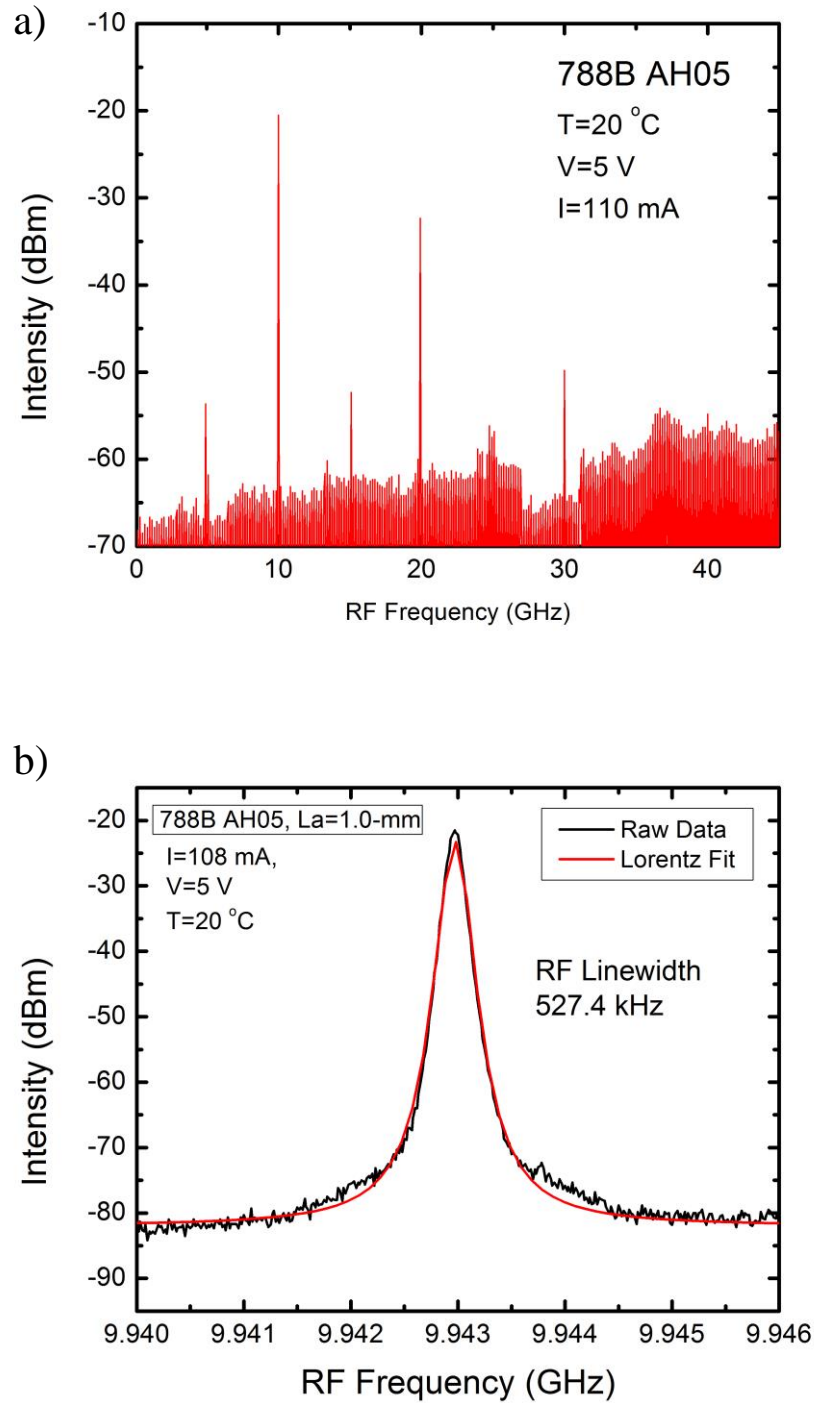 a)
-10
-20
-30
-40
-50
-60
-70
Intensity (dBm)
788B AH05
T=20 °C
V=5 V
I=110 mA
0 10 20 30 40
RF Frequency (GHz)
b)
-20
-30
-40
-50
-60
-70
-80
-90
Intensity (dBm)
788B AH05, La=1.0-mm
I=108 mA,
V=5 V
T=20 °C
Raw Data
Lorentz Fit
RF Linewidth
527.4 kHz
9.940 9.941 9.942 9.943 9.944 9.945 9.946
RF Frequency (GHz)